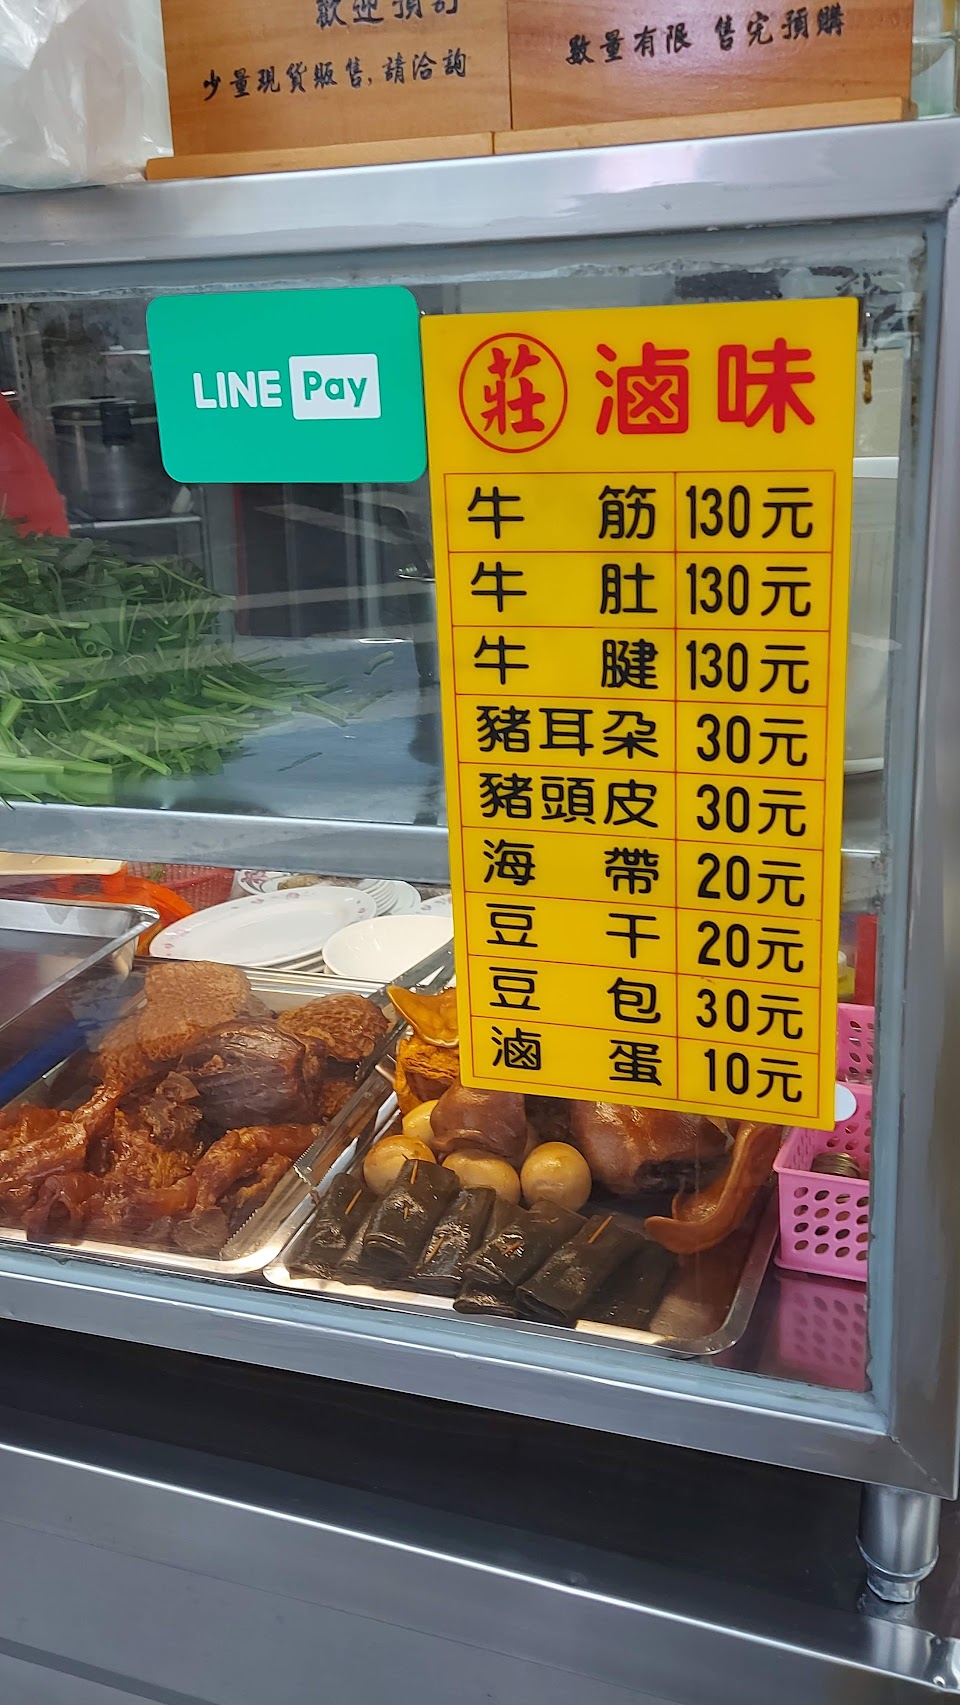 歡迎預訂
少量現貨販售,請洽詢
數量有限 售完預購
LINE Pay
莊 滷味
牛筋 130元
牛肚 130元
牛腱 130元
豬耳朵 30元
豬頭皮 30元
海帶 20元
豆干 20元
豆包 30元
滷蛋 10元